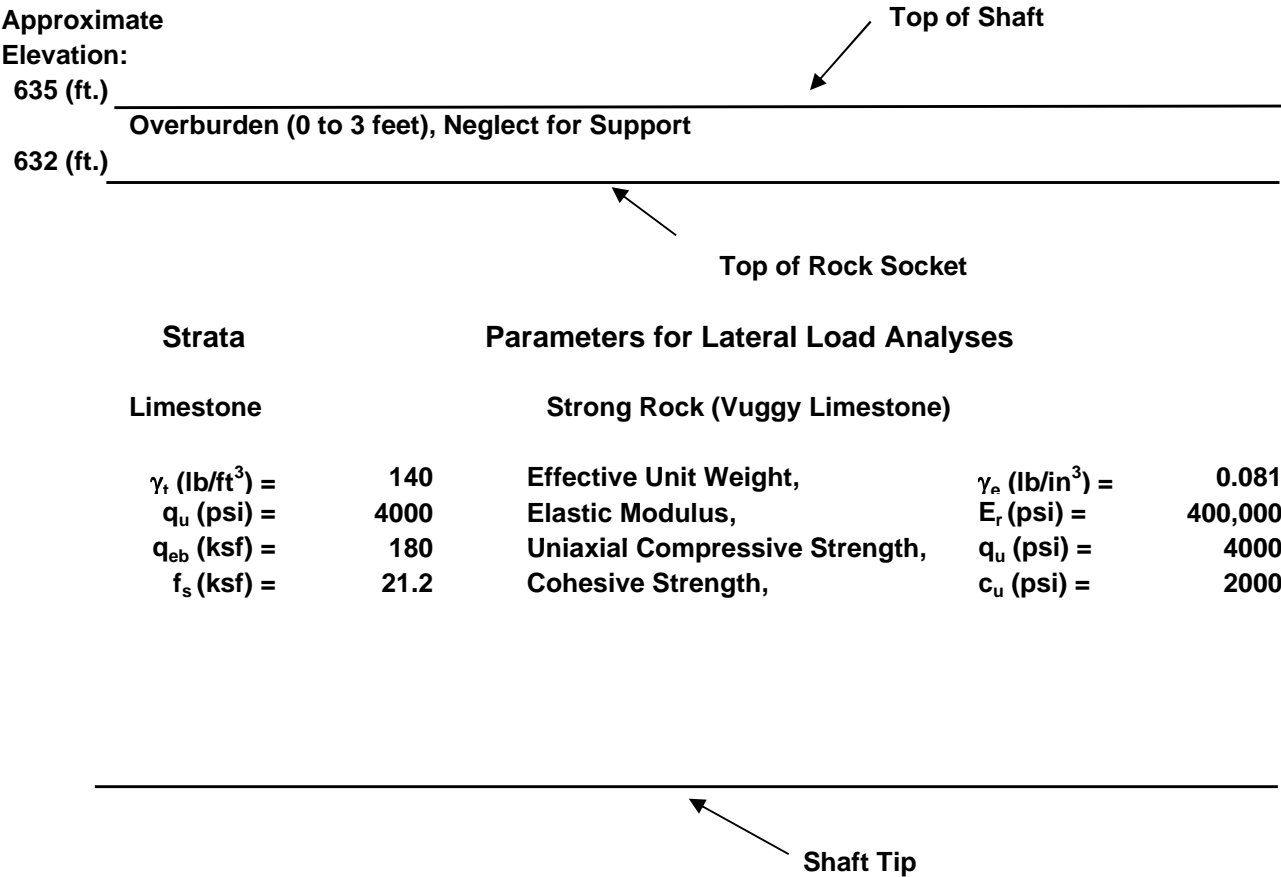 Approximate
Elevation:
Top of Shaft
635 (ft.)
Overburden (0 to 3 feet), Neglect for Support
632 (ft.)
Top of Rock Socket
Strata Parameters for Lateral Load Analyses
Limestone Strong Rock (Vuggy Limestone)
γt (lb/ft3) = 140 Effective Unit Weight, γe (lb/in3) = 0.081
qu (psi) = 4000 Elastic Modulus, Er (psi) = 400,000
qeb (ksf) = 180 Uniaxial Compressive Strength, qu (psi) = 4000
fs (ksf) = 21.2 Cohesive Strength, cu (psi) = 2000
Shaft Tip